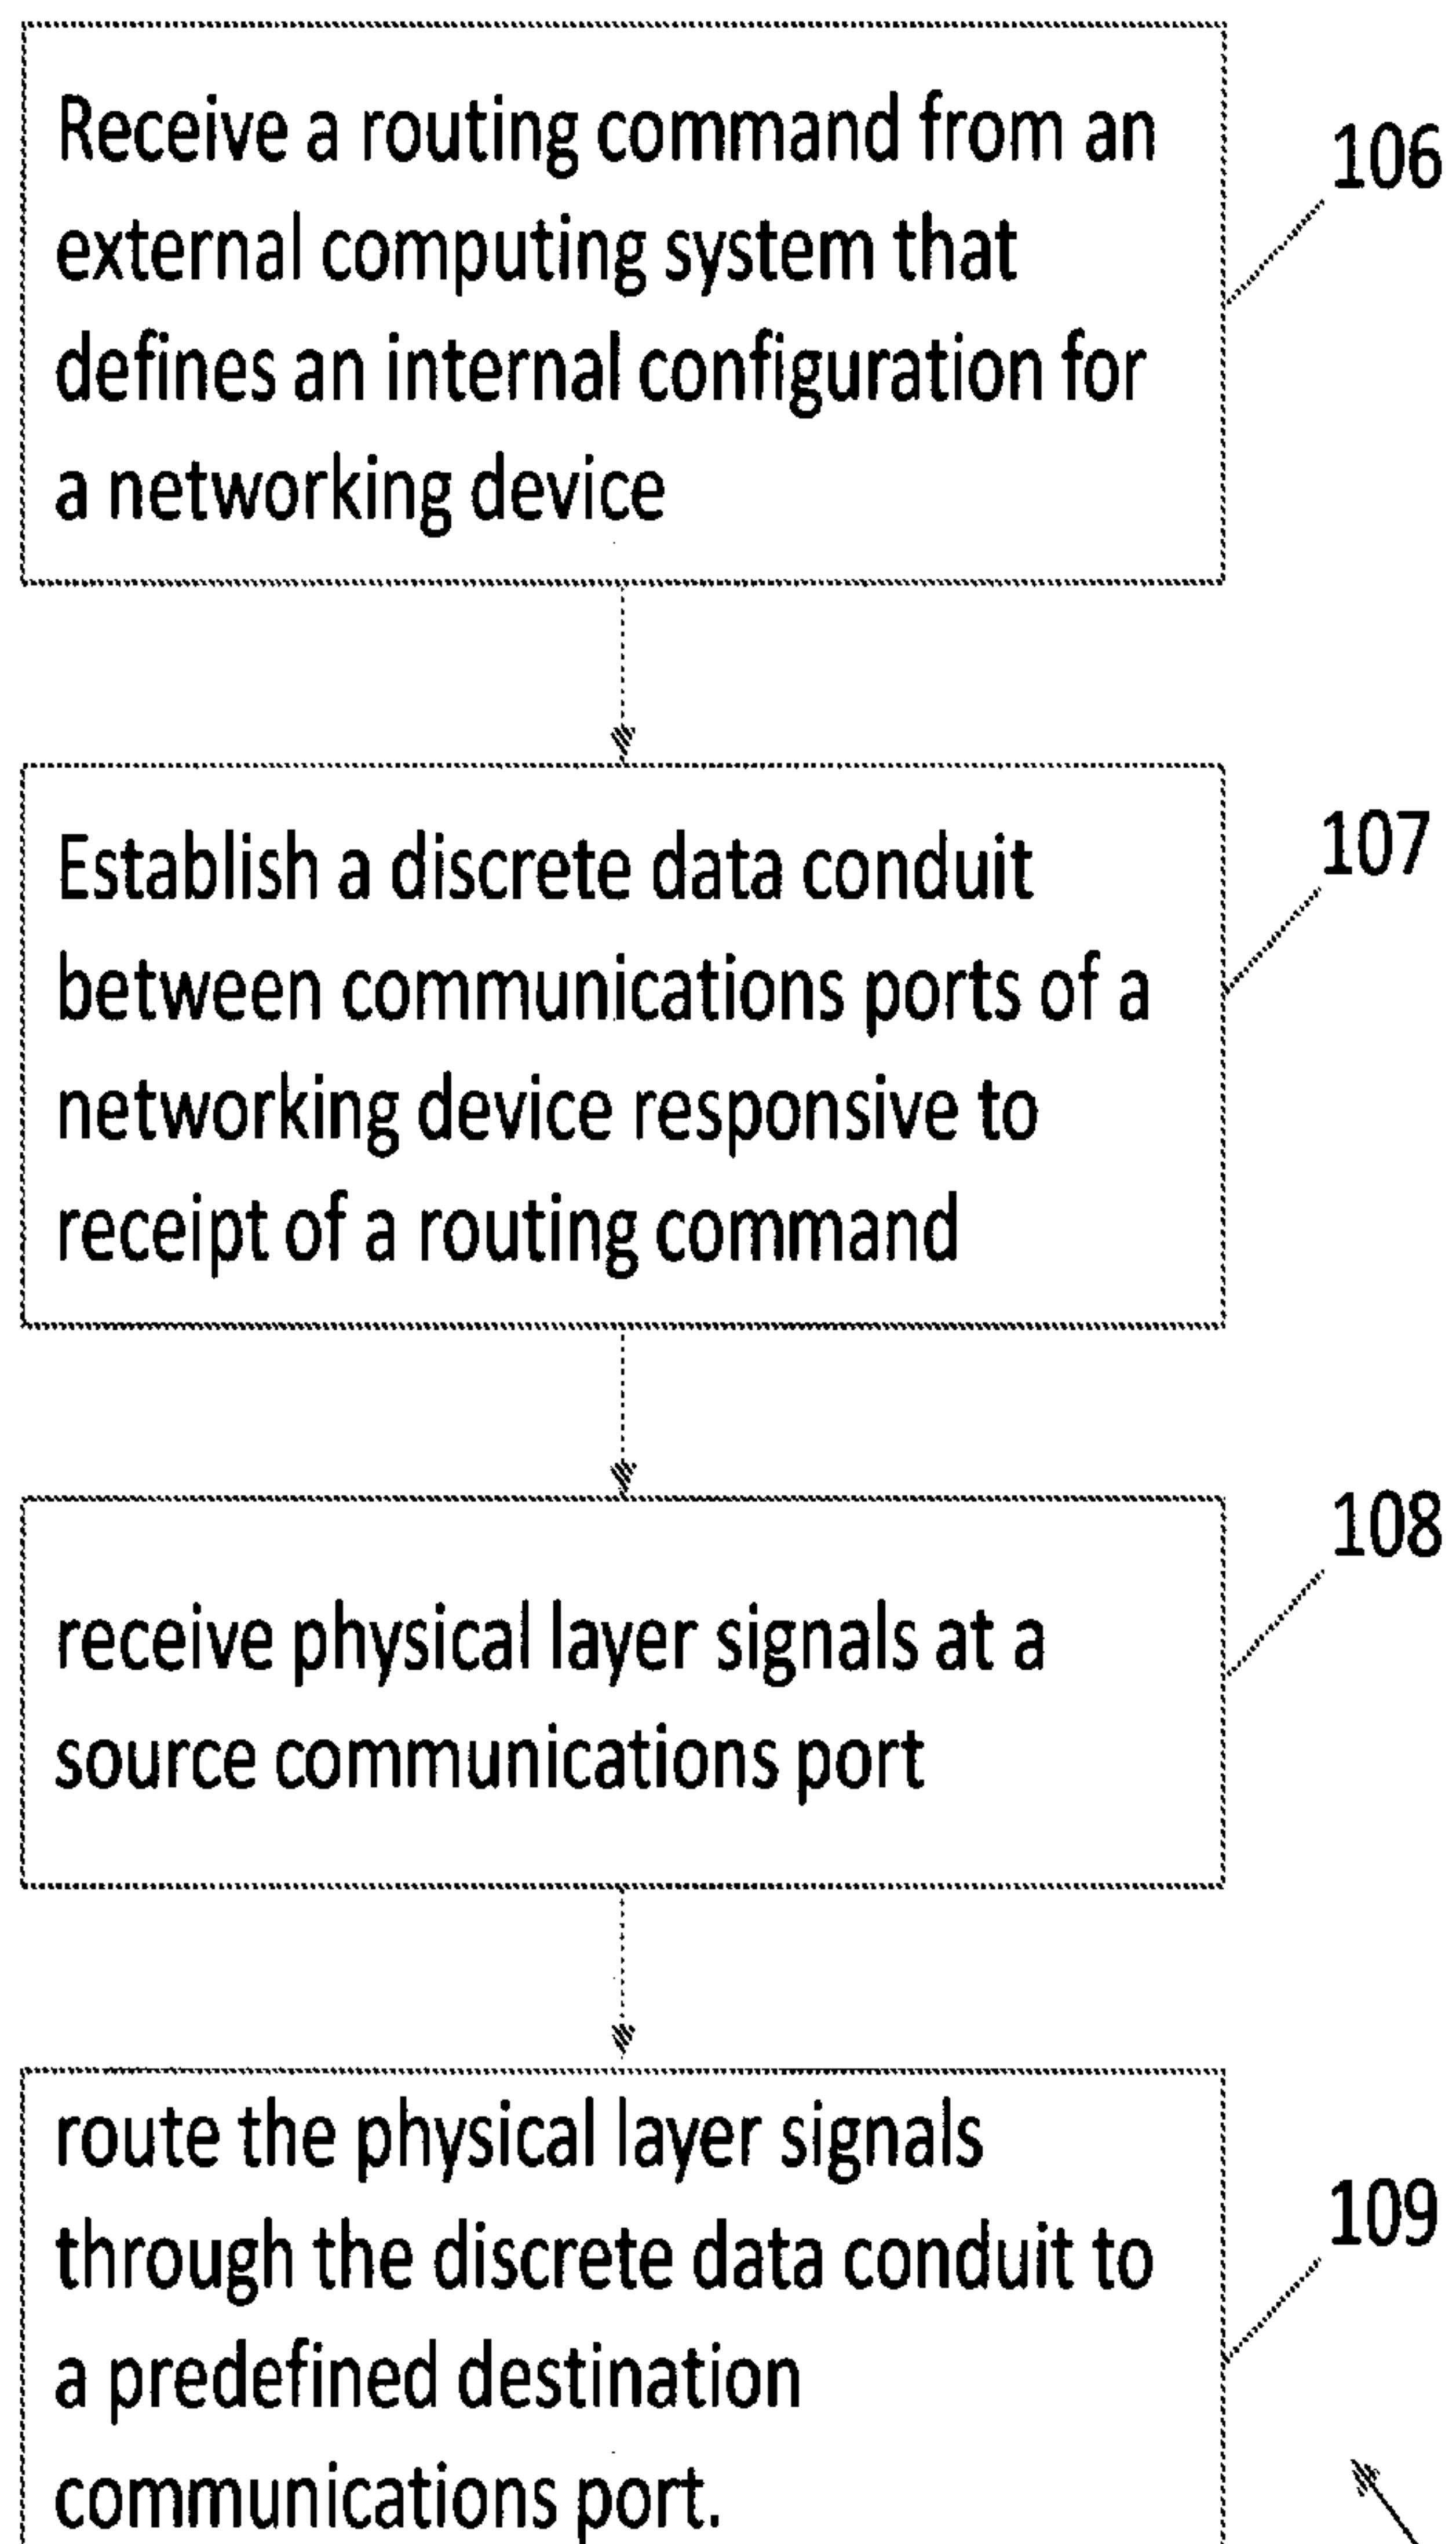 Receive a routing command from an
external computing system that
defines an internal configuration for
a networking device
106
Establish a discrete data conduit
between communications ports of a
networking device responsive to
receipt of a routing command
107
receive physical layer signals at a
source communications port
108
route the physical layer signals
through the discrete data conduit to
a predefined destination
communications port.
109